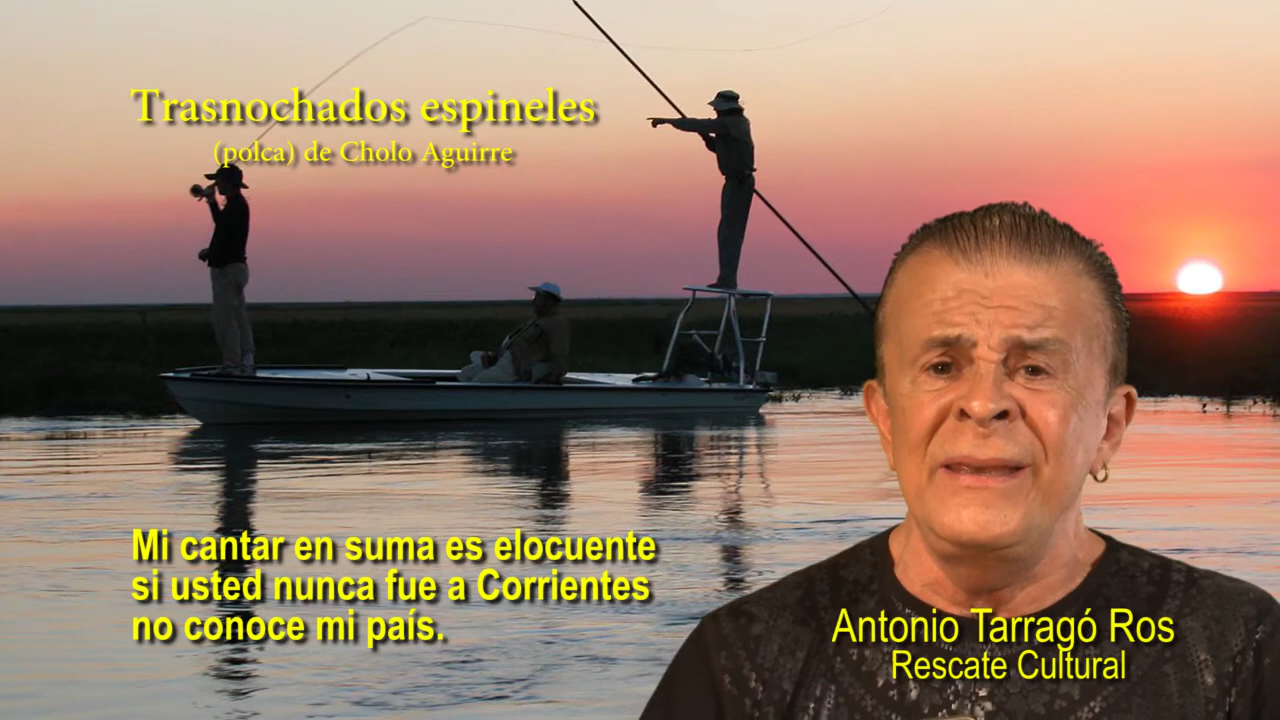 Trasnochados espineles
(polca) de Cholo Aguirre
Mi cantar en suma es elocuente
si usted nunca fue a Corrientes
no conoce mi país.
Antonio Tarragó Ros
Rescate Cultural